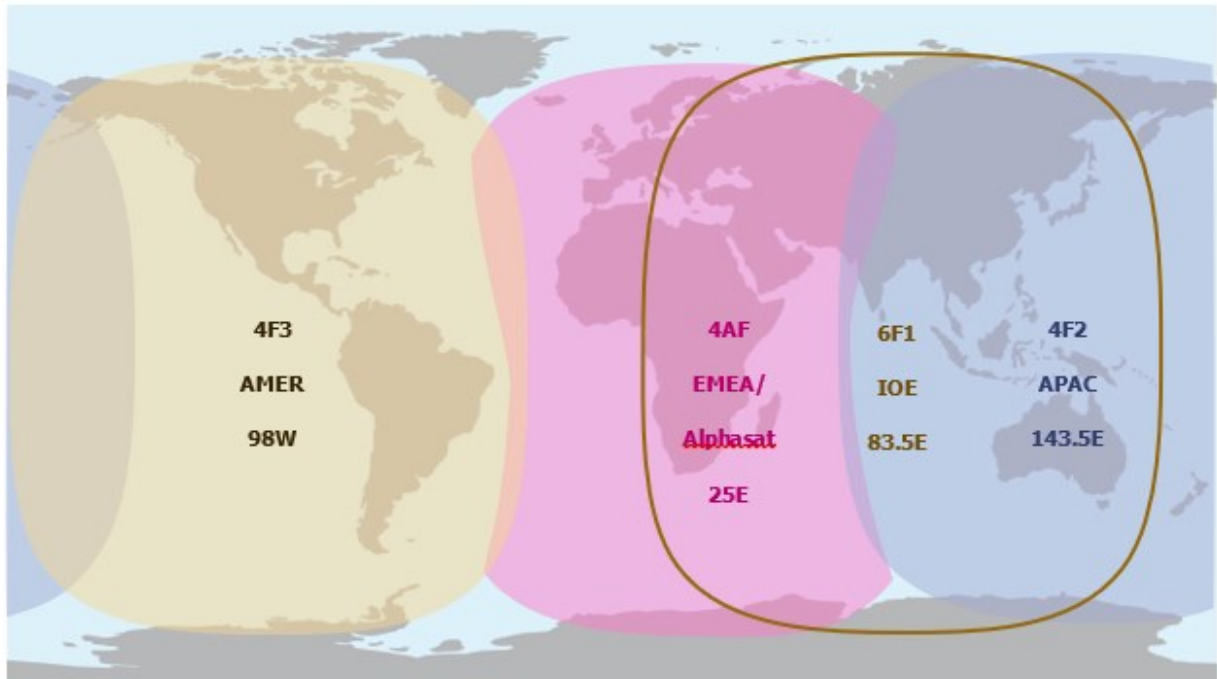 4F3
AMER
98W
4AF
EMEA/
Alphasat
25E
6F1
IOE
83.5E
4F2
APAC
143.5E